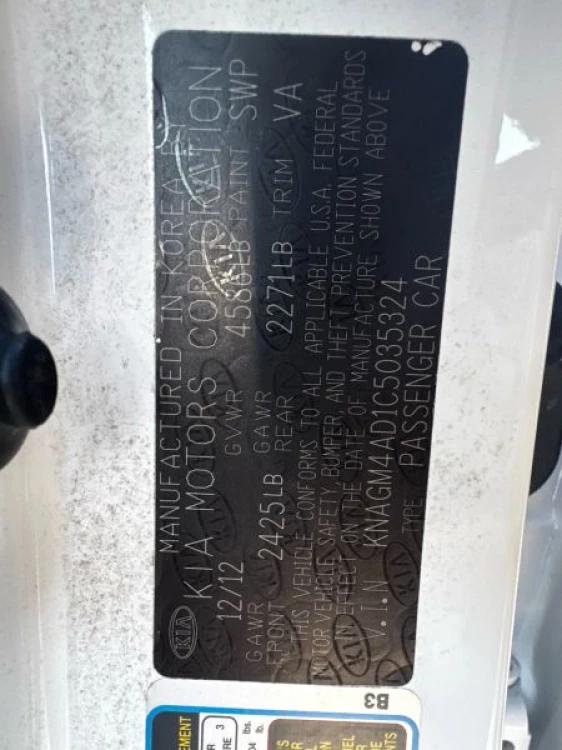 MANUFACTURED IN KOREA
KIA MOTORS CORPORATION
12/12 GVWR 4586LB PAINT SWP
GAWR FRONT 2425LB GAWR REAR 2271LB TRIM VA
THIS VEHICLE CONFORMS TO ALL APPLICABLE U.S.A. FEDERAL
MOTOR VEHICLE SAFETY BUMPER, AND THEFT PREVENTION STANDARDS
IN EFFECT ON THE DATE OF MANUFACTURE SHOWN ABOVE
V.I.N KNAGM4AD1C5035324
TYPE: PASSENGER CAR
KIA
B3